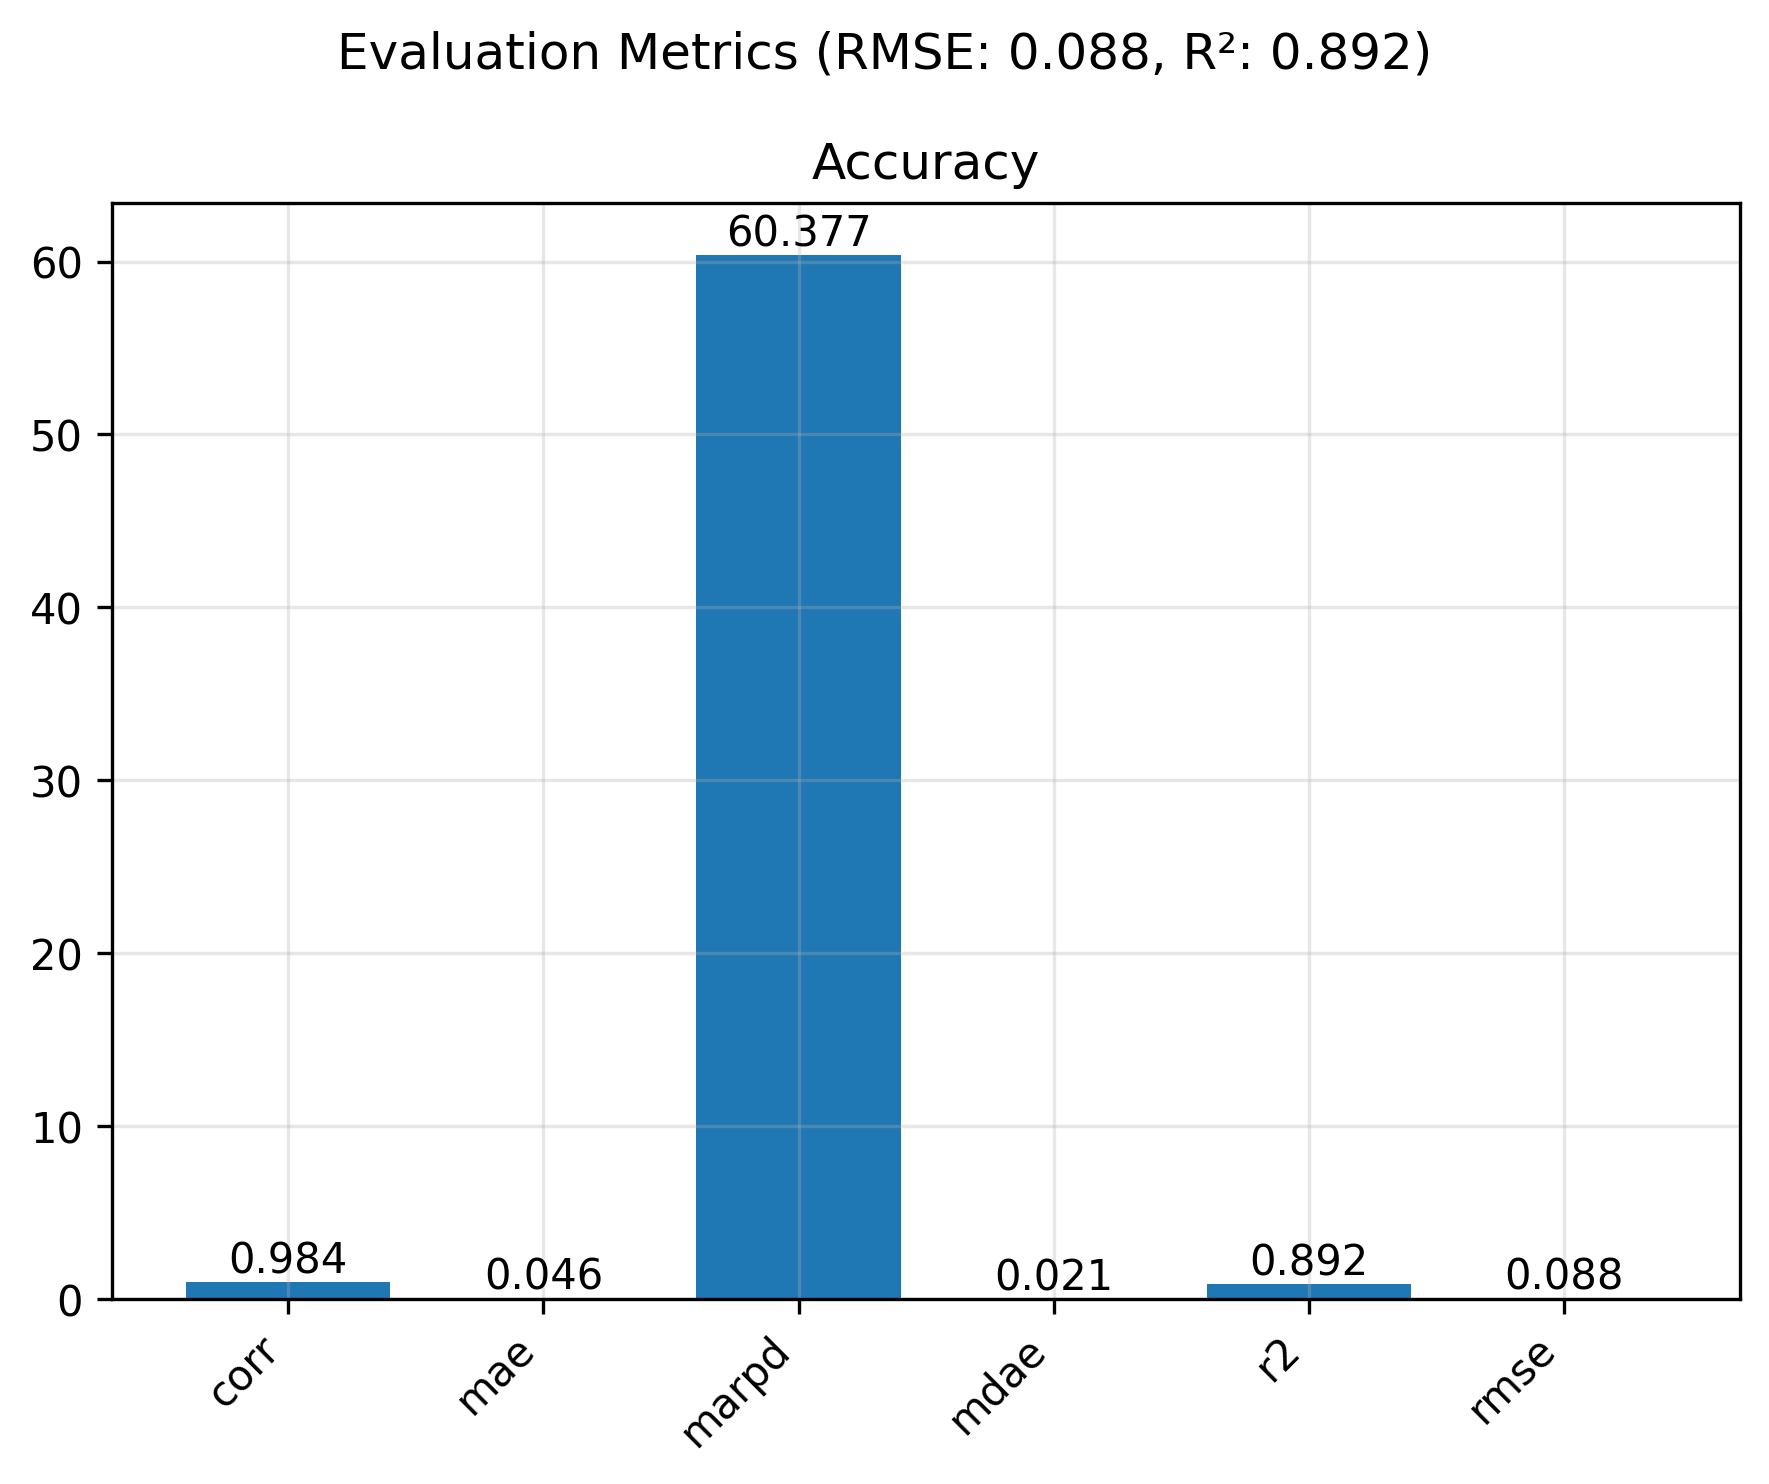 Evaluation Metrics (RMSE: 0.088, R²: 0.892)
Accuracy
60.377
60
50
40
30
20
10
0
0.984
0.046
0.021
0.892
0.088
corr
mae
marpd
mdae
r2
rmse